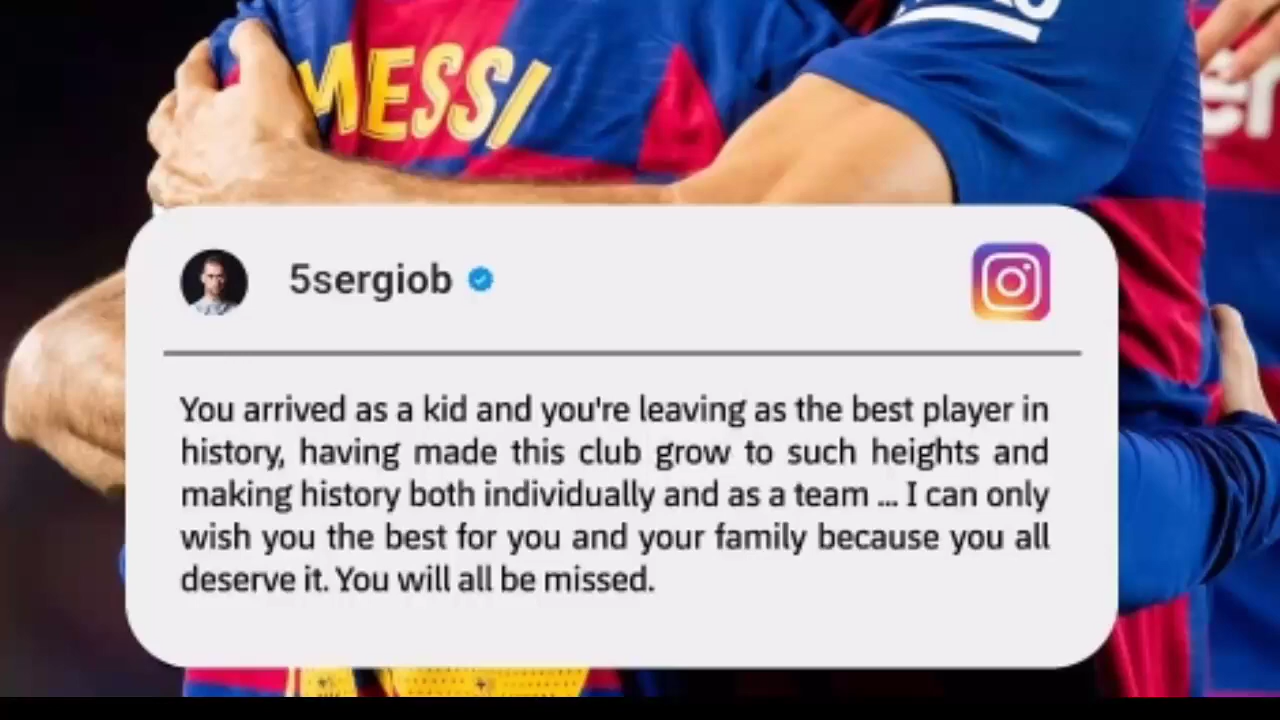 MESSI
er
5sergiob
You arrived as a kid and you're leaving as the best player in
history, having made this club grow to such heights and
making history both individually and as a team ... I can only
wish you the best for you and your family because you all
deserve it. You will all be missed.